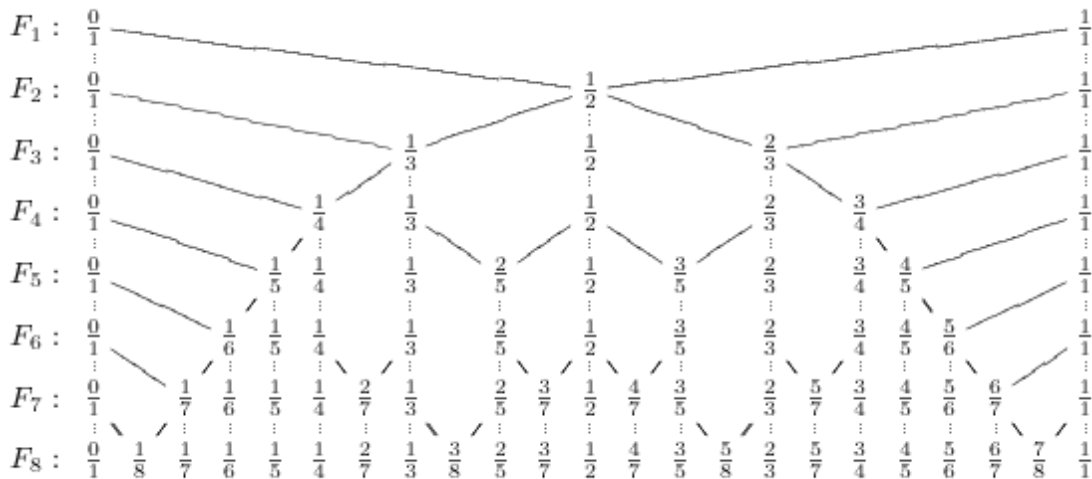 F₁ : 0/1 1/1
F₂ : 0/1 1/2 1/1
F₃ : 0/1 1/3 1/2 2/3 1/1
F₄ : 0/1 1/4 1/3 1/2 2/3 3/4 1/1
F₅ : 0/1 1/5 1/4 1/3 2/5 1/2 3/5 2/3 3/4 4/5 1/1
F₆ : 0/1 1/6 1/5 1/4 1/3 2/5 1/2 3/5 2/3 3/4 4/5 5/6 1/1
F₇ : 0/1 1/7 1/6 1/5 1/4 2/7 1/3 2/5 3/7 1/2 4/7 3/5 2/3 5/7 3/4 4/5 5/6 6/7 1/1
F₈ : 0/1 1/8 1/7 1/6 1/5 1/4 2/7 1/3 3/8 2/5 3/7 1/2 4/7 3/5 5/8 2/3 5/7 3/4 4/5 5/6 6/7 7/8 1/1